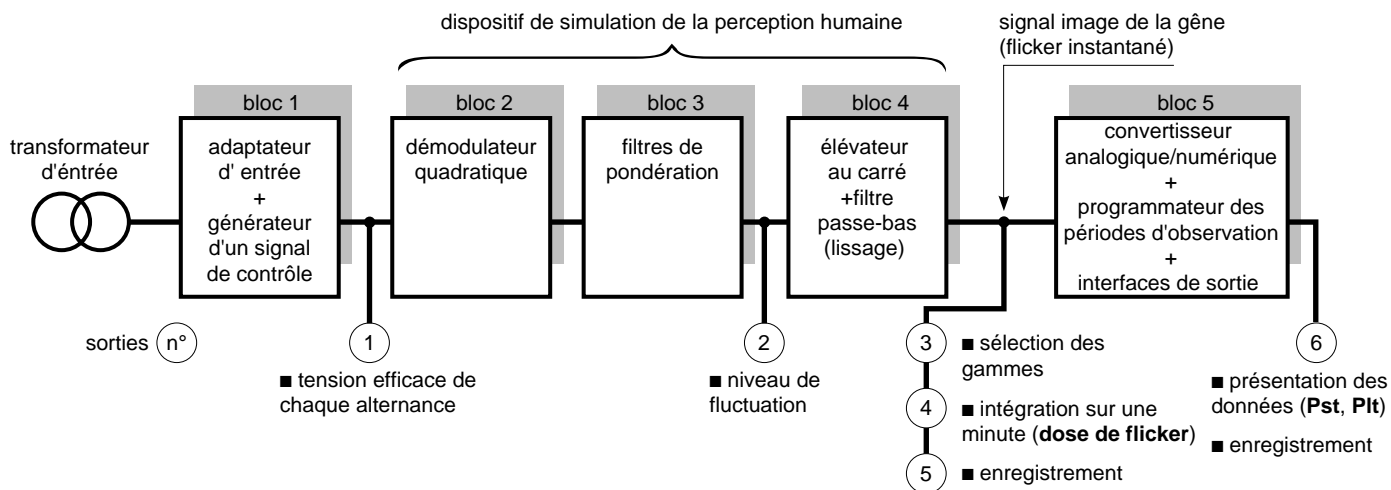 dispositif de simulation de la perception humaine
signal image de la gêne
(flicker instantané)
bloc 1
bloc 2
bloc 3
bloc 4
bloc 5
transformateur
d'éntrée
adaptateur
d' entrée
+
générateur
d'un signal
de contrôle
démodulateur
quadratique
filtres de
pondération
élévateur
au carré
+filtre
passe-bas
(lissage)
convertisseur
analogique/numérique
+
programmateur des
périodes d'observation
+
interfaces de sortie
sorties n°
1
■ tension efficace de
chaque alternance
2
■ niveau de
fluctuation
3
■ sélection des
gammes
4
■ intégration sur une
minute (dose de flicker)
5
■ enregistrement
6
■ présentation des
données (Pst, Plt)
■ enregistrement